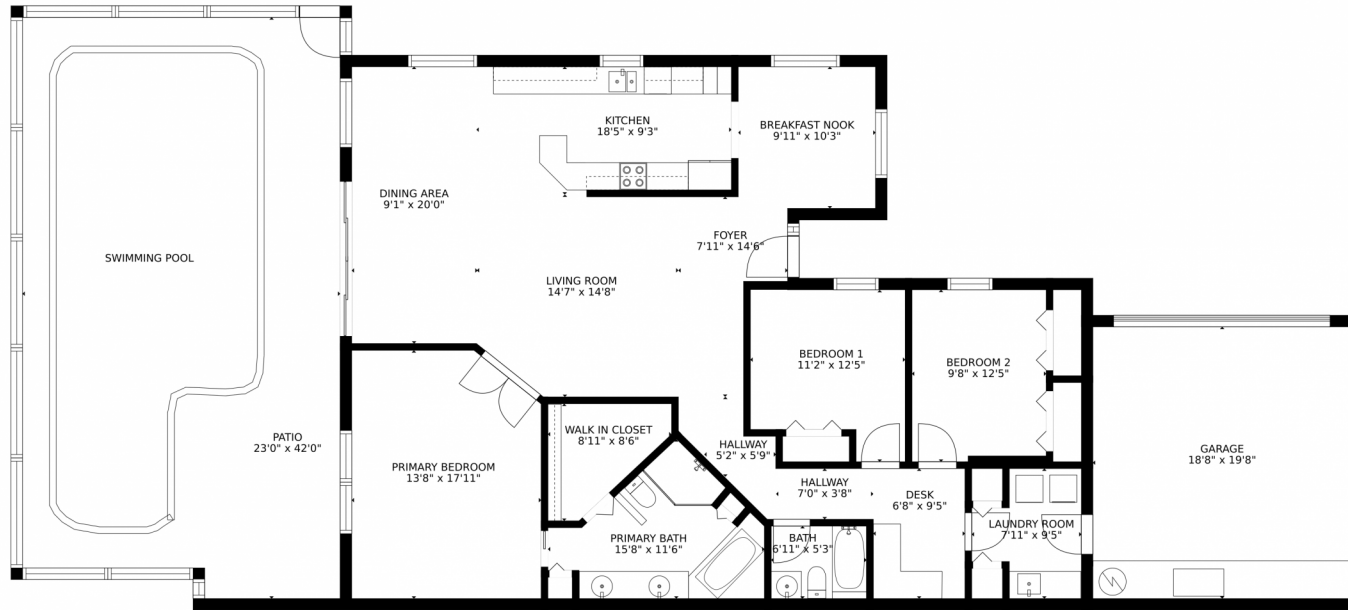 KITCHEN
18'5" x 9'3"
BREAKFAST NOOK
9'11" x 10'3"
DINING AREA
9'1" x 20'0"
FOYER
7'11" x 14'6"
SWIMMING POOL
LIVING ROOM
14'7" x 14'8"
BEDROOM 1
11'2" x 12'5"
BEDROOM 2
9'8" x 12'5"
PATIO
23'0" x 42'0"
WALK IN CLOSET
8'11" x 8'6"
HALLWAY
5'2" x 5'9"
GARAGE
18'8" x 19'8"
PRIMARY BEDROOM
13'8" x 17'11"
HALLWAY
7'0" x 3'8"
DESK
6'8" x 9'5"
LAUNDRY ROOM
7'11" x 9'5"
PRIMARY BATH
15'8" x 11'6"
BATH
6'11" x 5'3"